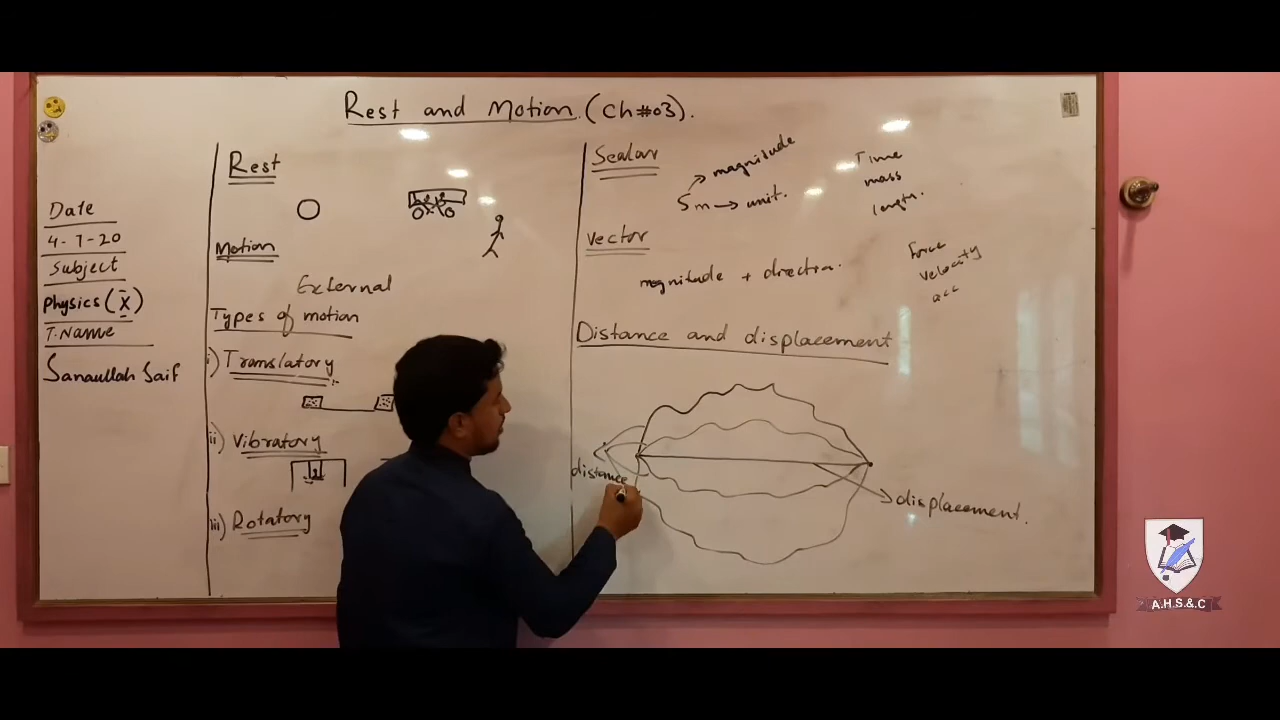 Rest and Motion.(Ch#03).
Date
4-7-20
Subject
Physics(X)
T.Name
Sanaullah Saif
Rest
Motion
External
Types of motion
i) Translatory
ii) Vibratory
iii) Rotatory
Scalar
magnitude
5m → unit.
Time
mass
length.
Vector
magnitude + direction.
Force
velocity
acc
Distance and displacement
distance
displacement.
A.H.S.&C